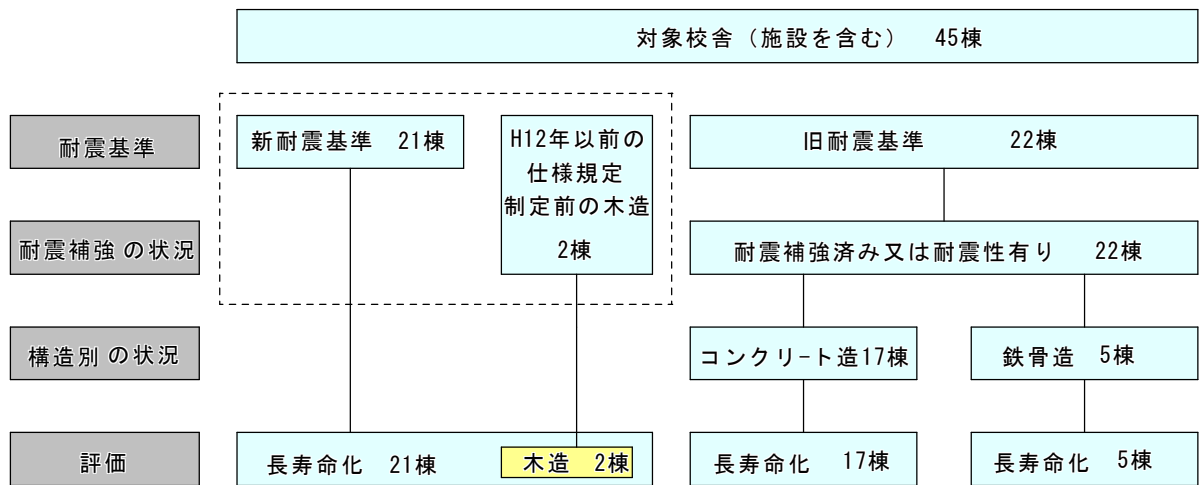 対象校舎（施設を含む） 45棟
耐震基準
新耐震基準 21棟
H12年以前の
仕様規定
制定前の木造
2棟
旧耐震基準 22棟
耐震補強 の状況
耐震補強済み又は耐震性有り 22棟
構造別 の状況
コンクリート造17棟
鉄骨造 5棟
評価
長寿命化 21棟
木造 2棟
長寿命化 17棟
長寿命化 5棟